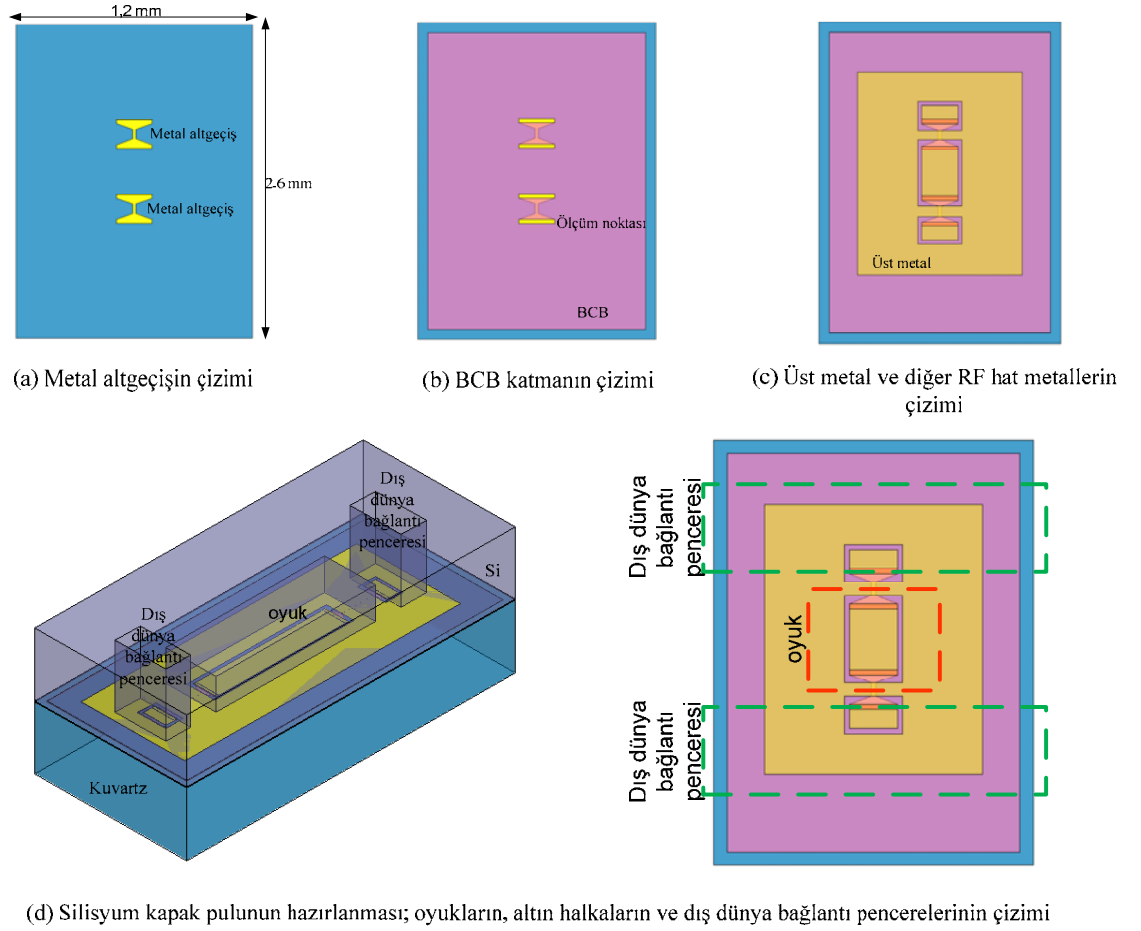 1,2 mm
Metal altgeçiş
Metal altgeçiş
2-6 mm
(a) Metal altgeçişin çizimi
Ölçüm noktası
BCB
(b) BCB katmanın çizimi
Üst metal
(c) Üst metal ve diğer RF hat metallerin
çizimi
Dış
dünya
bağlantı
penceresi
Si
oyuk
Dış
dünya
bağlantı
penceresi
Kuvartz
Dış dünya
bağlantı
penceresi
oyuk
Dış dünya
bağlantı
penceresi
(d) Silisyum kapak pulunun hazırlanması; oyukların, altın halkaların ve dış dünya bağlantı pencerelerinin çizimi